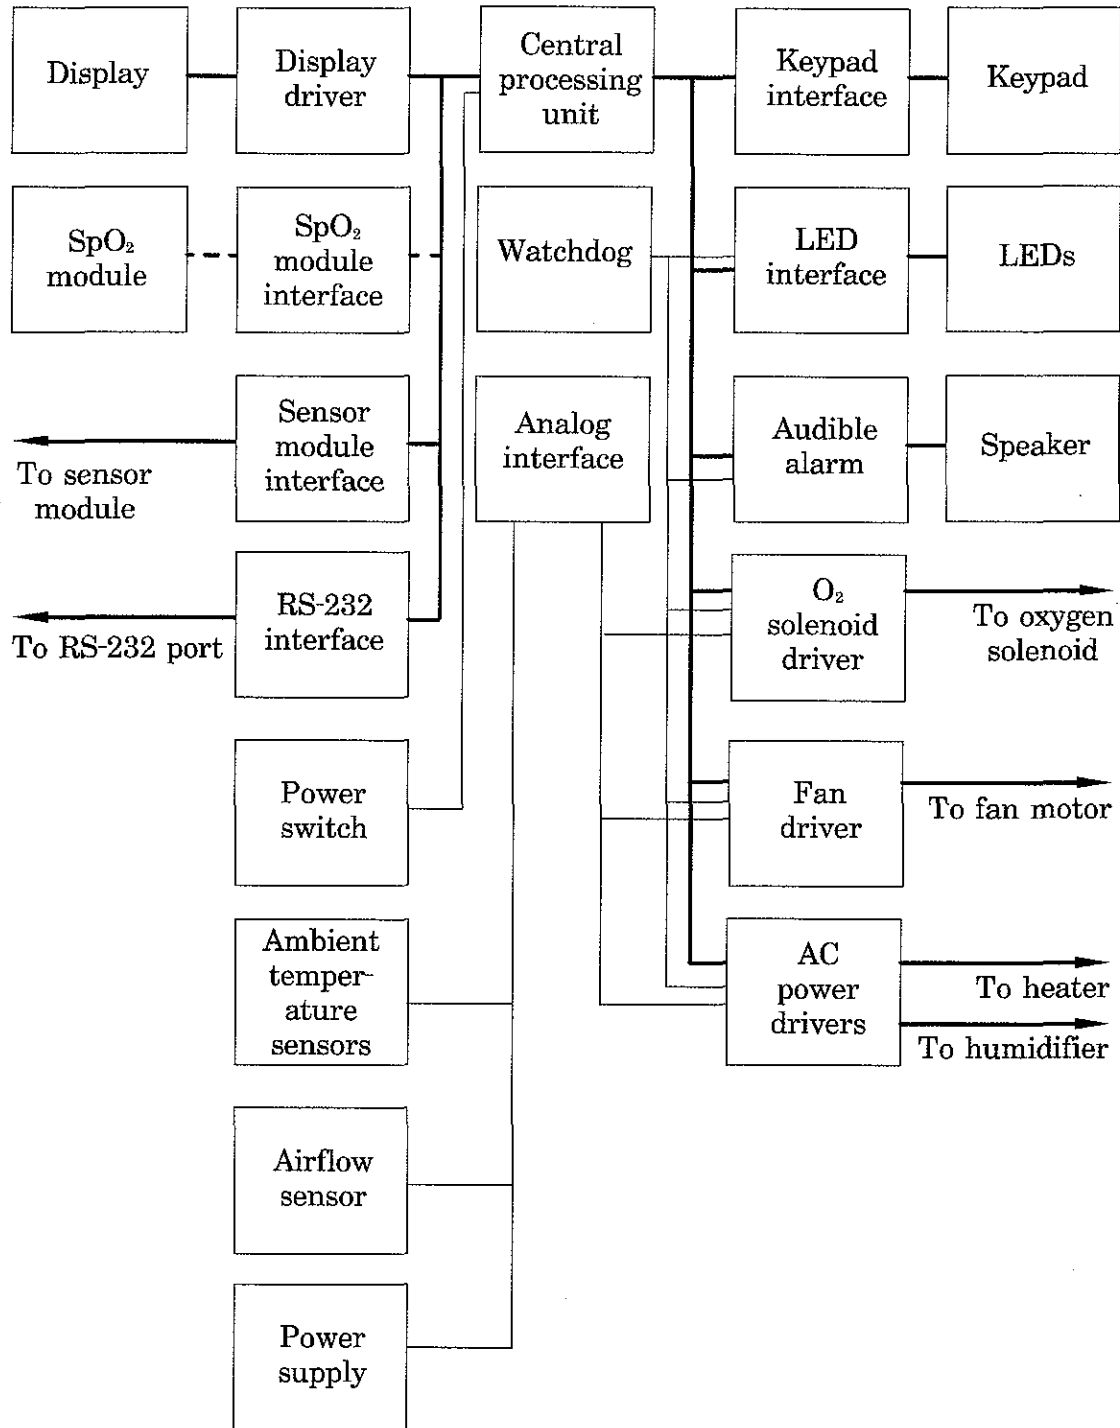 Display
Display
driver
Central
processing
unit
Keypad
interface
Keypad
SpO₂
module
SpO₂
module
interface
Watchdog
LED
interface
LEDs
To sensor
module
Sensor
module
interface
Analog
interface
Audible
alarm
Speaker
To RS-232 port
RS-232
interface
O₂
solenoid
driver
To oxygen
solenoid
Power
switch
Fan
driver
To fan motor
Ambient
temper-
ature
sensors
AC
power
drivers
To heater
To humidifier
Airflow
sensor
Power
supply